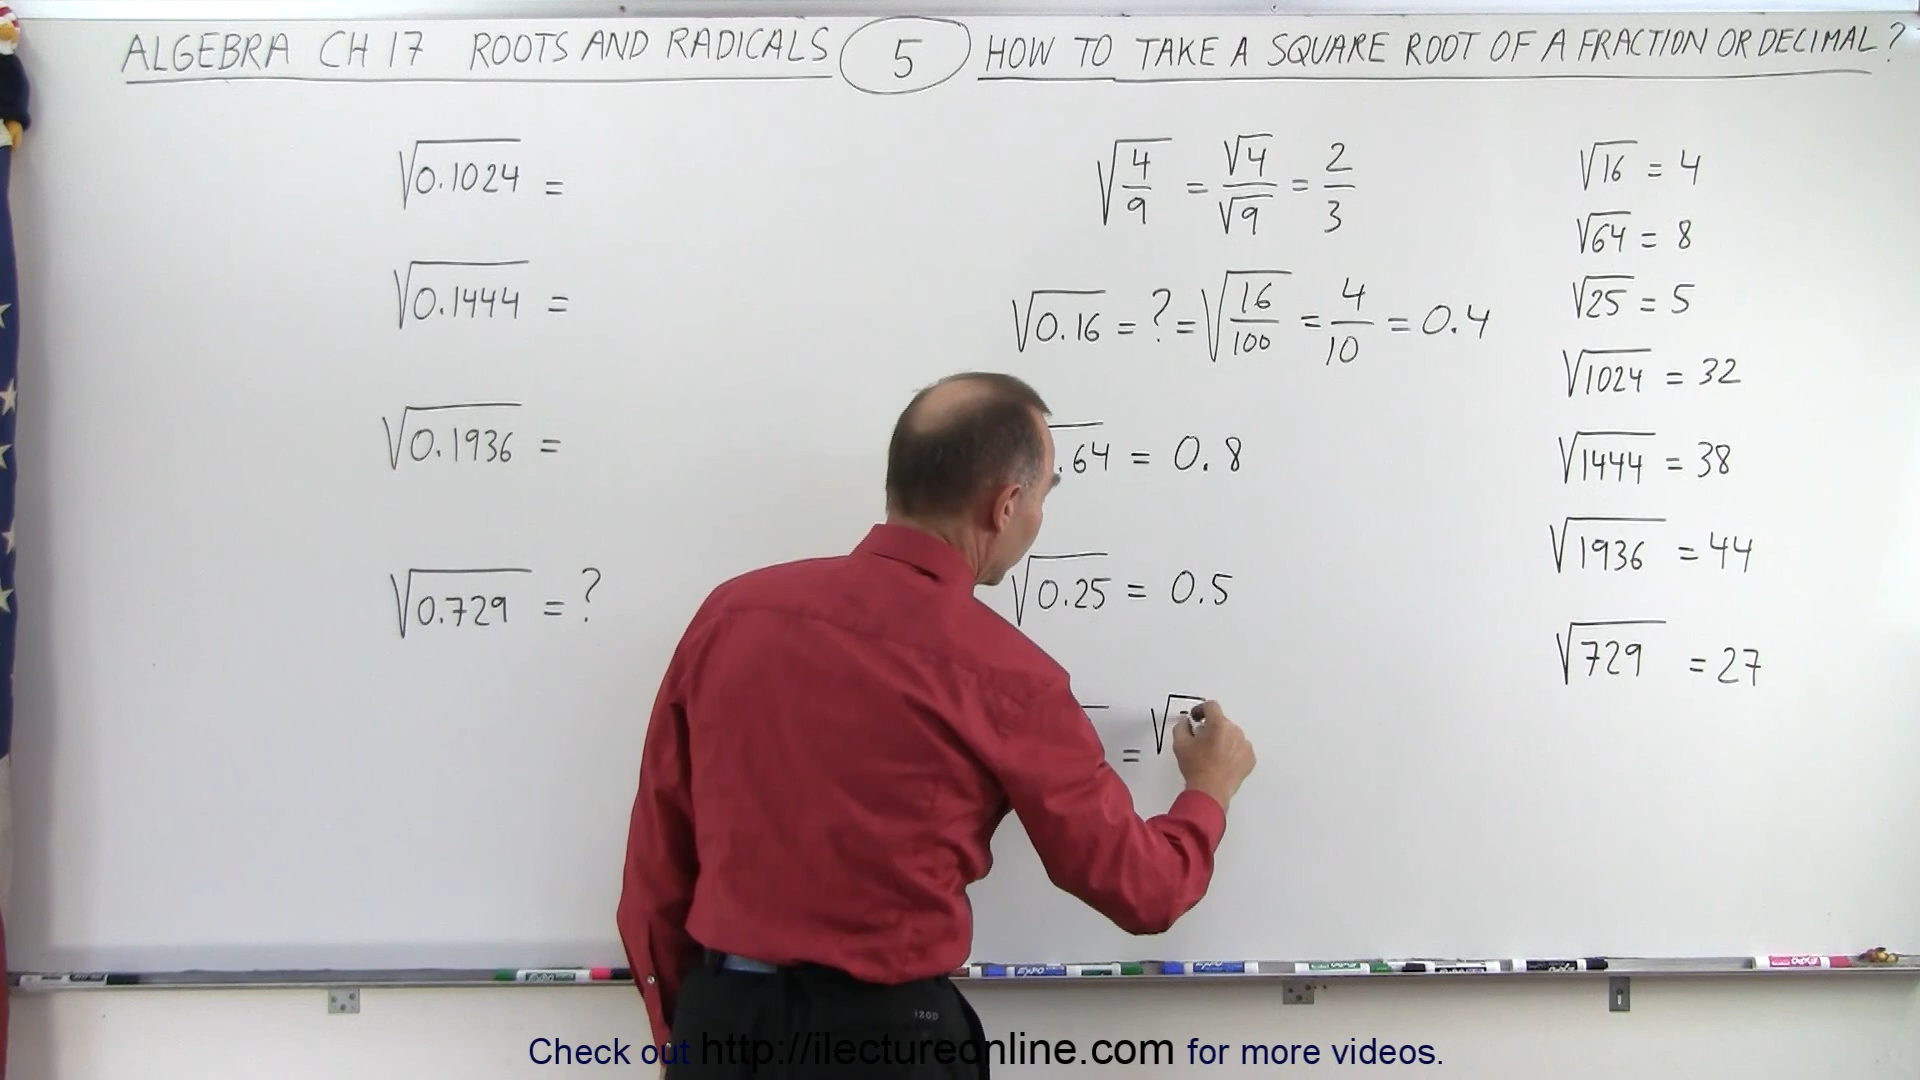 ALGEBRA CH 17 ROOTS AND RADICALS 5 HOW TO TAKE A SQUARE ROOT OF A FRACTION OR DECIMAL?
√0.1024 =
√0.1444 =
√0.1936 =
√0.729 = ?
√4/9 = √4/√9 = 2/3
√0.16 = ? = √16/100 = 4/10 = 0.4
.64 = 0.8
√0.25 = 0.5
= √
√16 = 4
√64 = 8
√25 = 5
√1024 = 32
√1444 = 38
√1936 = 44
√729 = 27
EXPO
IZOD
Check out http://ilectureonline.com for more videos.